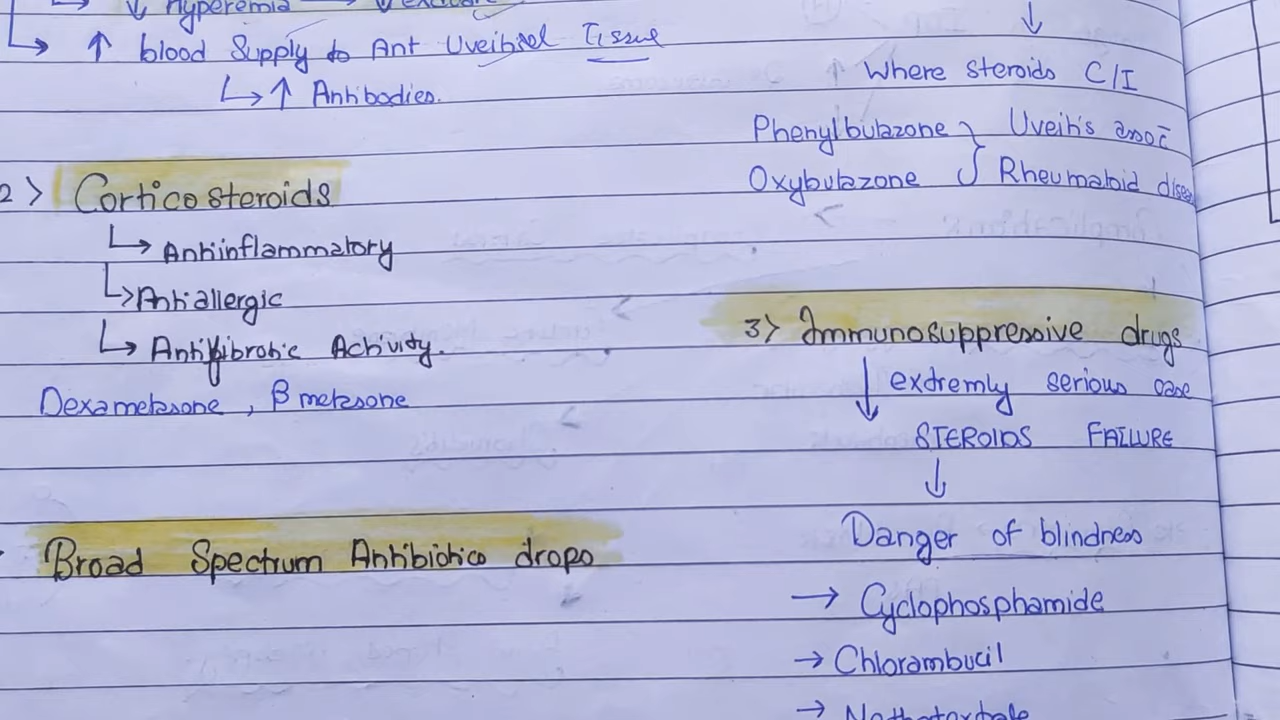 ↓ Hyperemia → ↓
↑ blood Supply to Ant Uveibsel Tissue
↑ Antibodies.
2> Corticosteroids
Antiinflammatory
Antiallergic
Antifibrotic Activity.
Dexametasone, β metasone
Broad Spectrum Antibiotics drops
↓
Where steroids C/I
Phenylbutazone } Uveitis assoc
Oxybutazone } Rheumatoid
3> Immunosuppressive drugs
↓ extremly serious case
STEROIDS FAILURE
↓
Danger of blindness
→ Cyclophosphamide
→ Chlorambucil